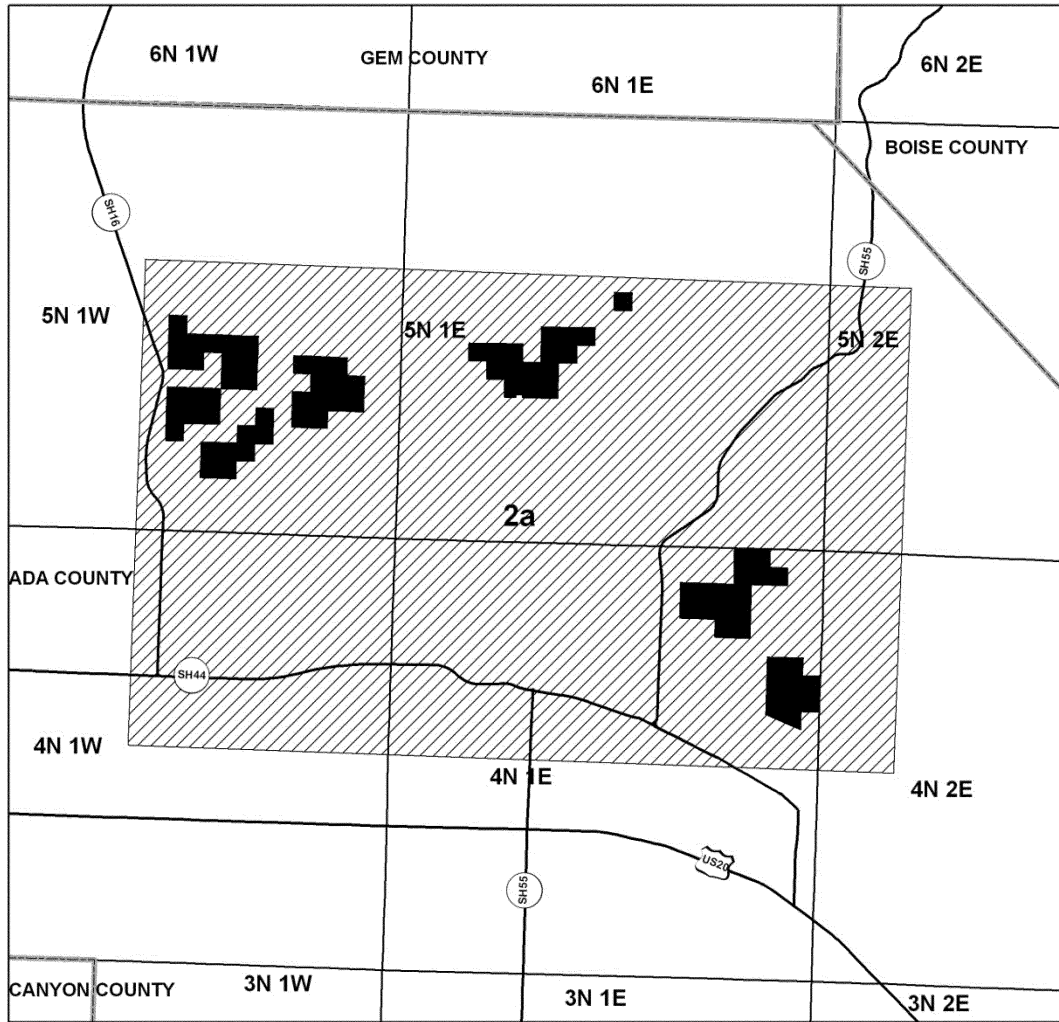 6N 1W
GEM COUNTY
6N 1E
6N 2E
BOISE COUNTY
SH16
SH55
5N 1W
5N 1E
5N 2E
2a
ADA COUNTY
SH44
4N 1W
4N 1E
4N 2E
US20
SH55
CANYON COUNTY
3N 1W
3N 1E
3N 2E